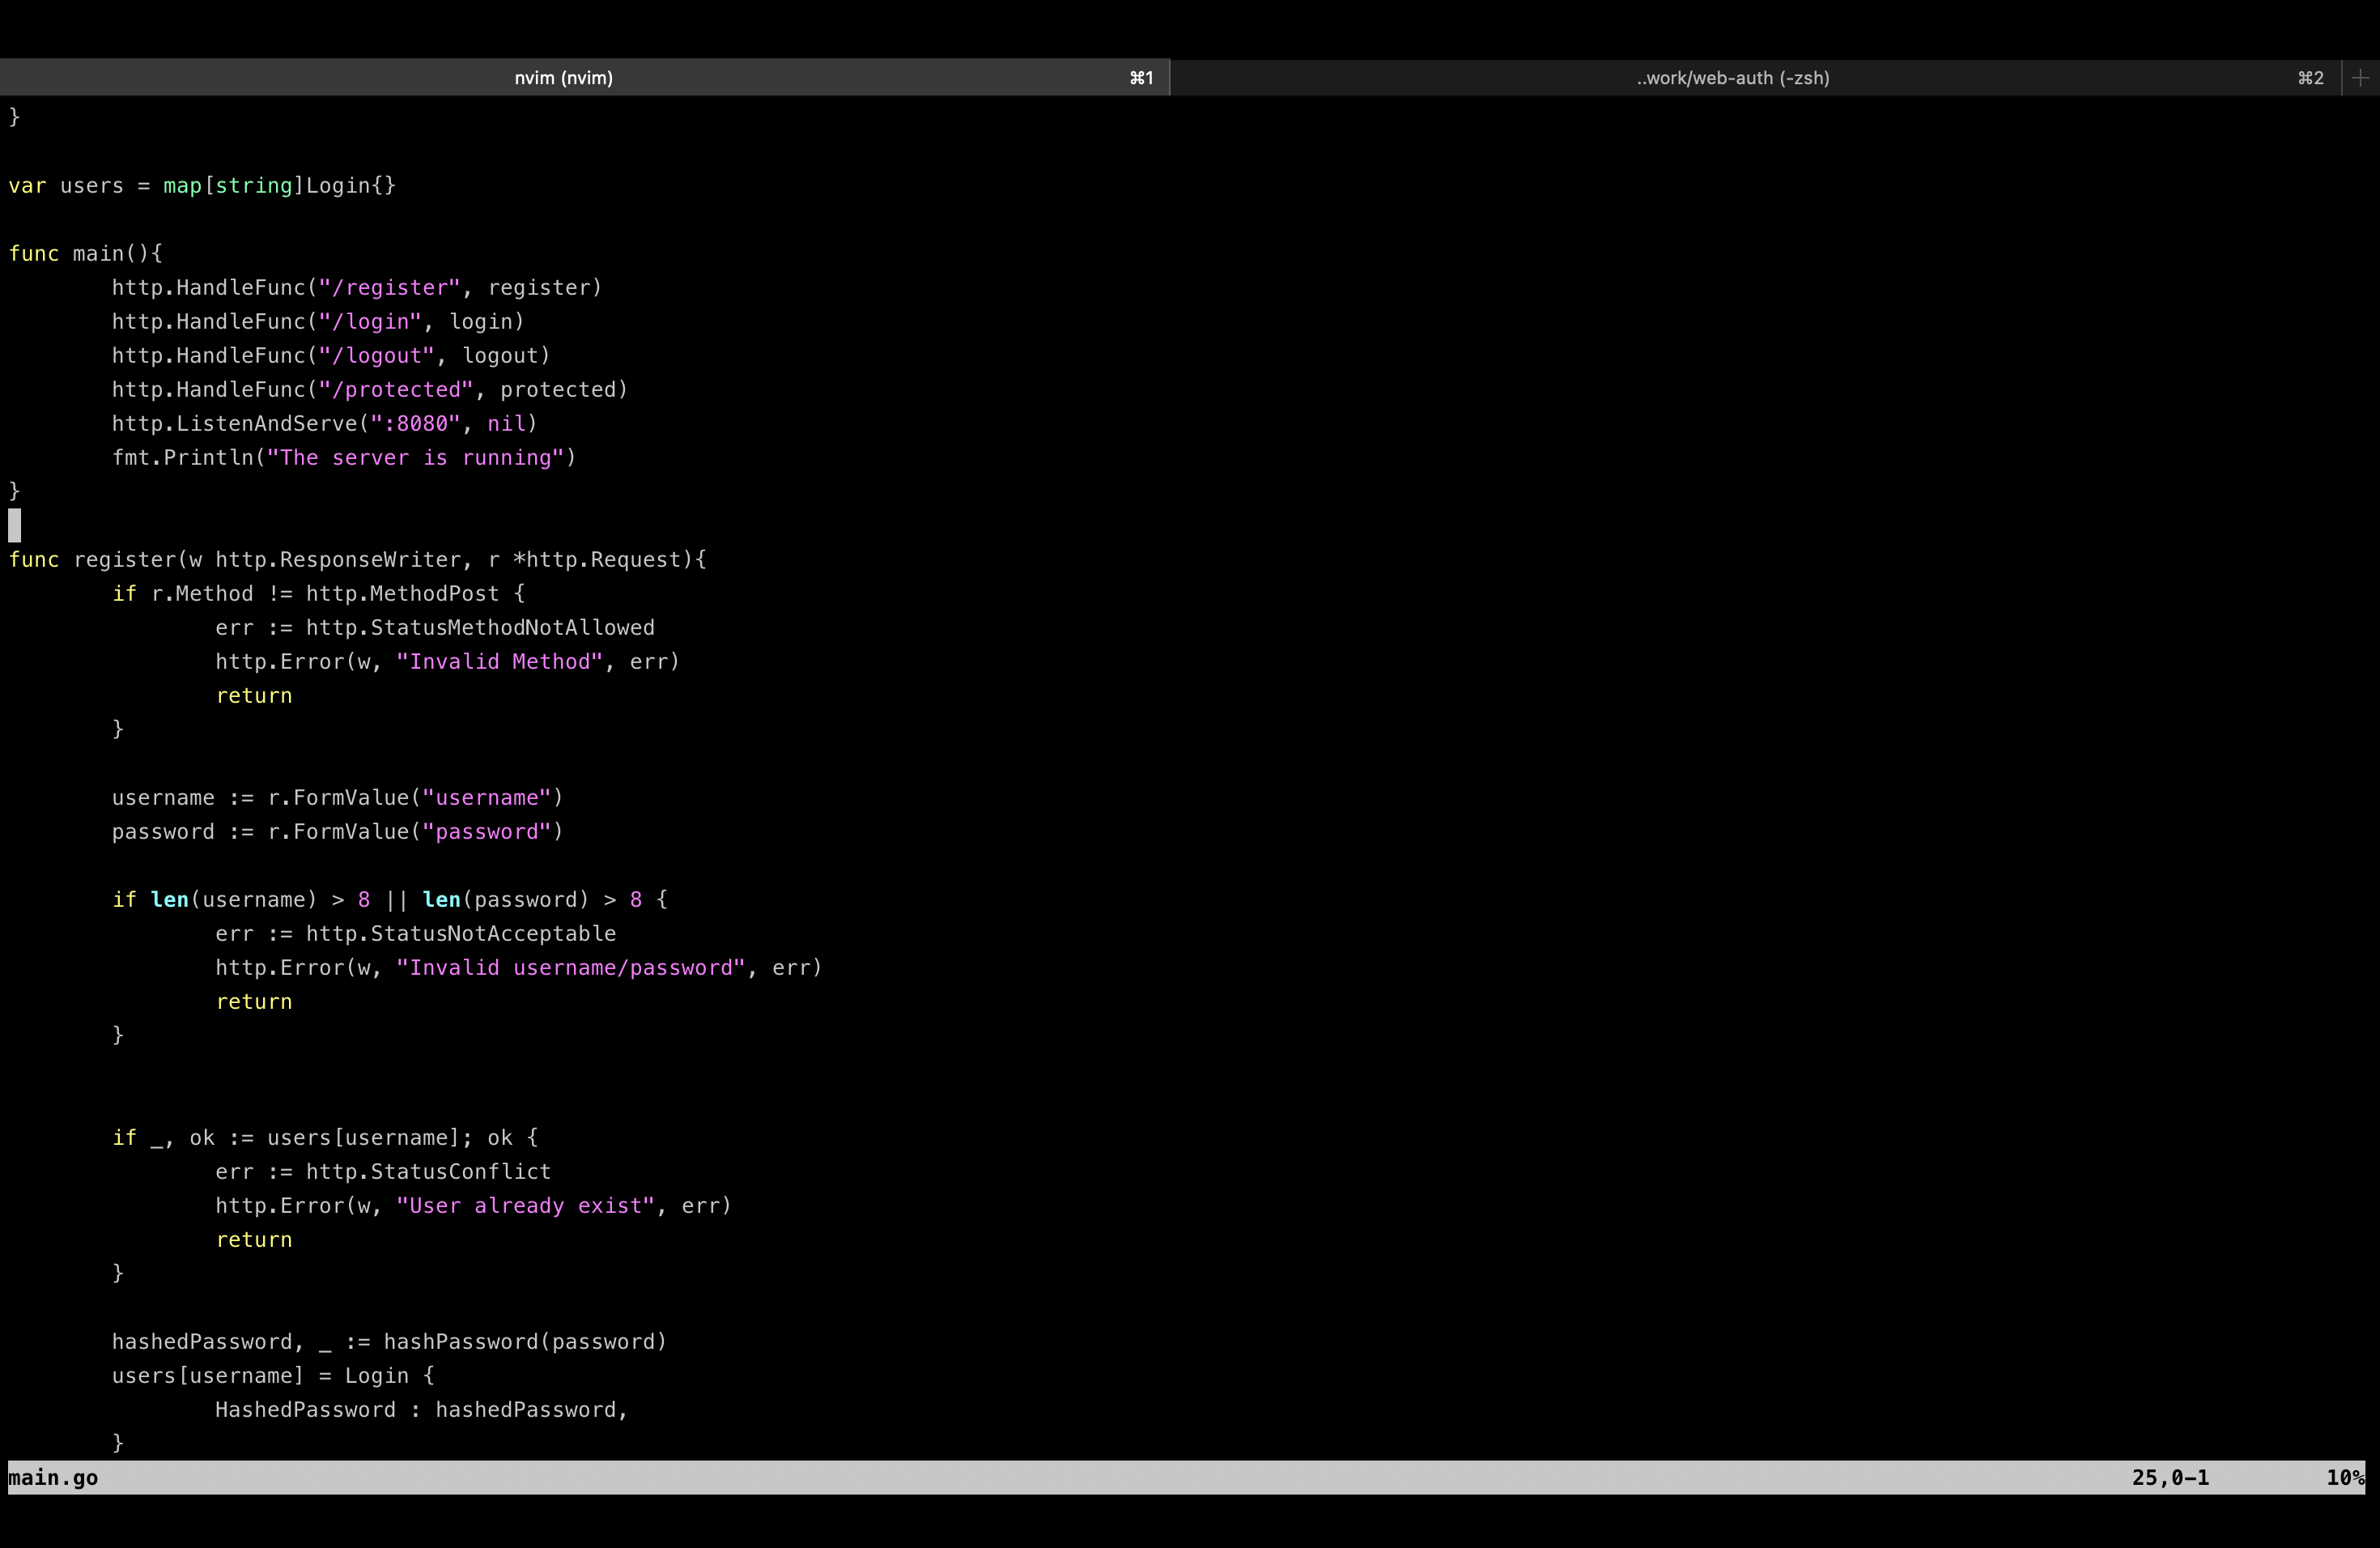 nvim (nvim) ⌘1 ..work/web-auth (-zsh) ⌘2 +
}

var users = map[string]Login{}

func main(){
        http.HandleFunc("/register", register)
        http.HandleFunc("/login", login)
        http.HandleFunc("/logout", logout)
        http.HandleFunc("/protected", protected)
        http.ListenAndServe(":8080", nil)
        fmt.Println("The server is running")
}

func register(w http.ResponseWriter, r *http.Request){
        if r.Method != http.MethodPost {
                err := http.StatusMethodNotAllowed
                http.Error(w, "Invalid Method", err)
                return
        }

        username := r.FormValue("username")
        password := r.FormValue("password")

        if len(username) > 8 || len(password) > 8 {
                err := http.StatusNotAcceptable
                http.Error(w, "Invalid username/password", err)
                return
        }


        if _, ok := users[username]; ok {
                err := http.StatusConflict
                http.Error(w, "User already exist", err)
                return
        }

        hashedPassword, _ := hashPassword(password)
        users[username] = Login {
                HashedPassword : hashedPassword,
        }
main.go 25,0-1 10%